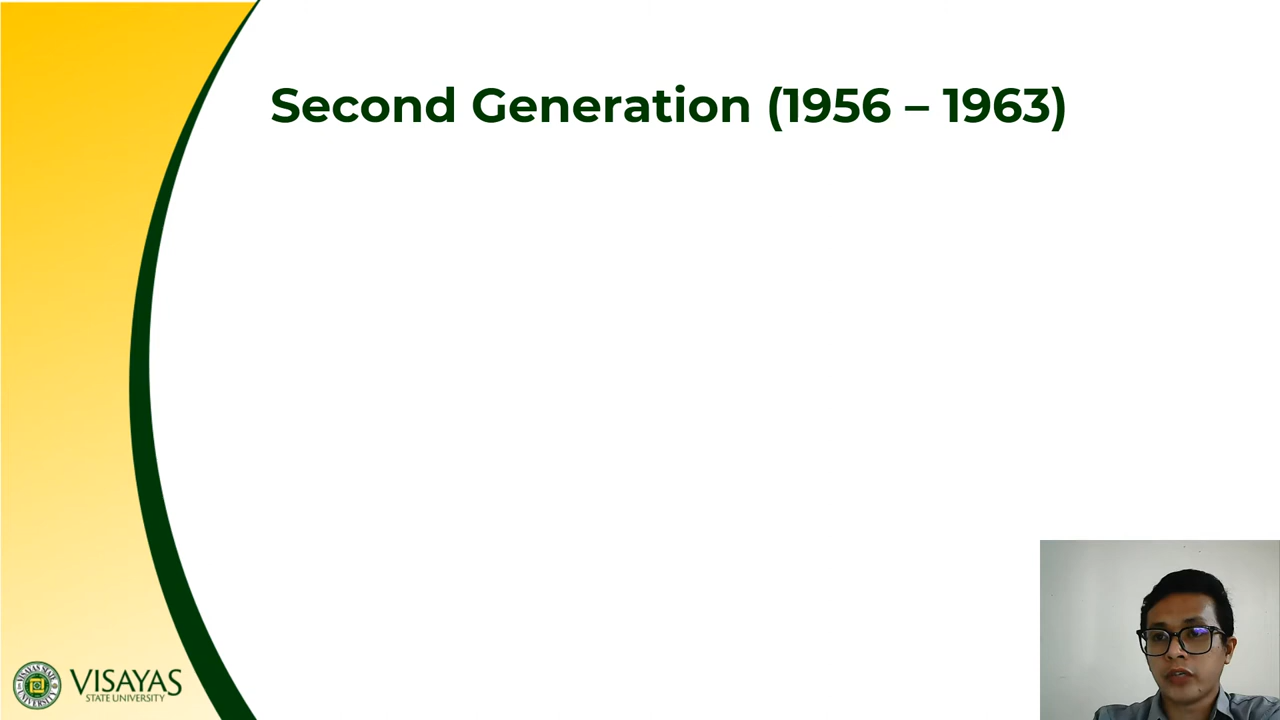 Second Generation (1956 – 1963)
VISAYAS
STATE UNIVERSITY